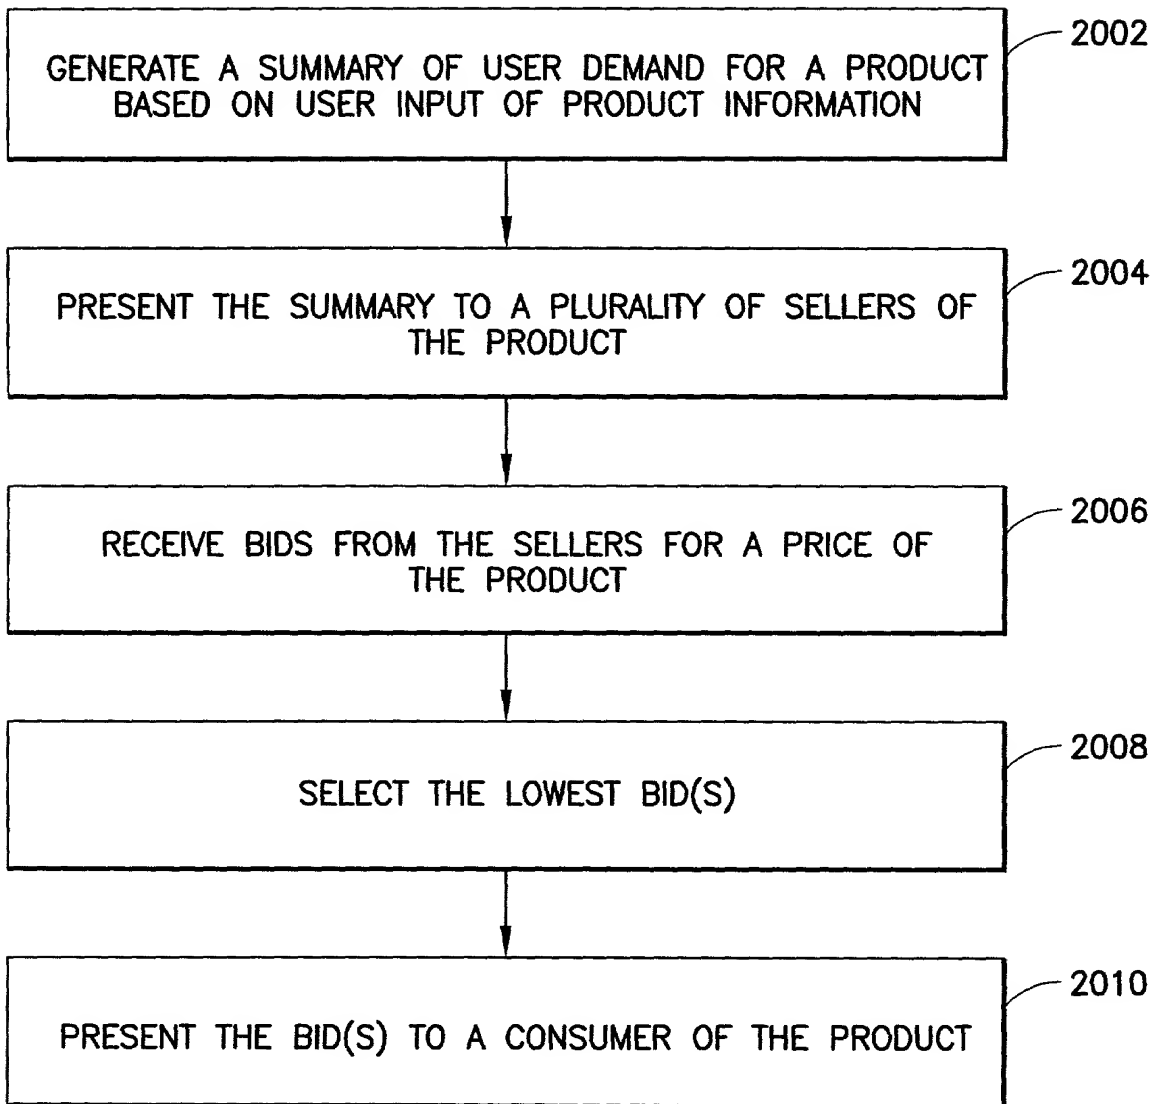 2002
GENERATE A SUMMARY OF USER DEMAND FOR A PRODUCT
BASED ON USER INPUT OF PRODUCT INFORMATION
2004
PRESENT THE SUMMARY TO A PLURALITY OF SELLERS OF
THE PRODUCT
2006
RECEIVE BIDS FROM THE SELLERS FOR A PRICE OF
THE PRODUCT
2008
SELECT THE LOWEST BID(S)
2010
PRESENT THE BID(S) TO A CONSUMER OF THE PRODUCT